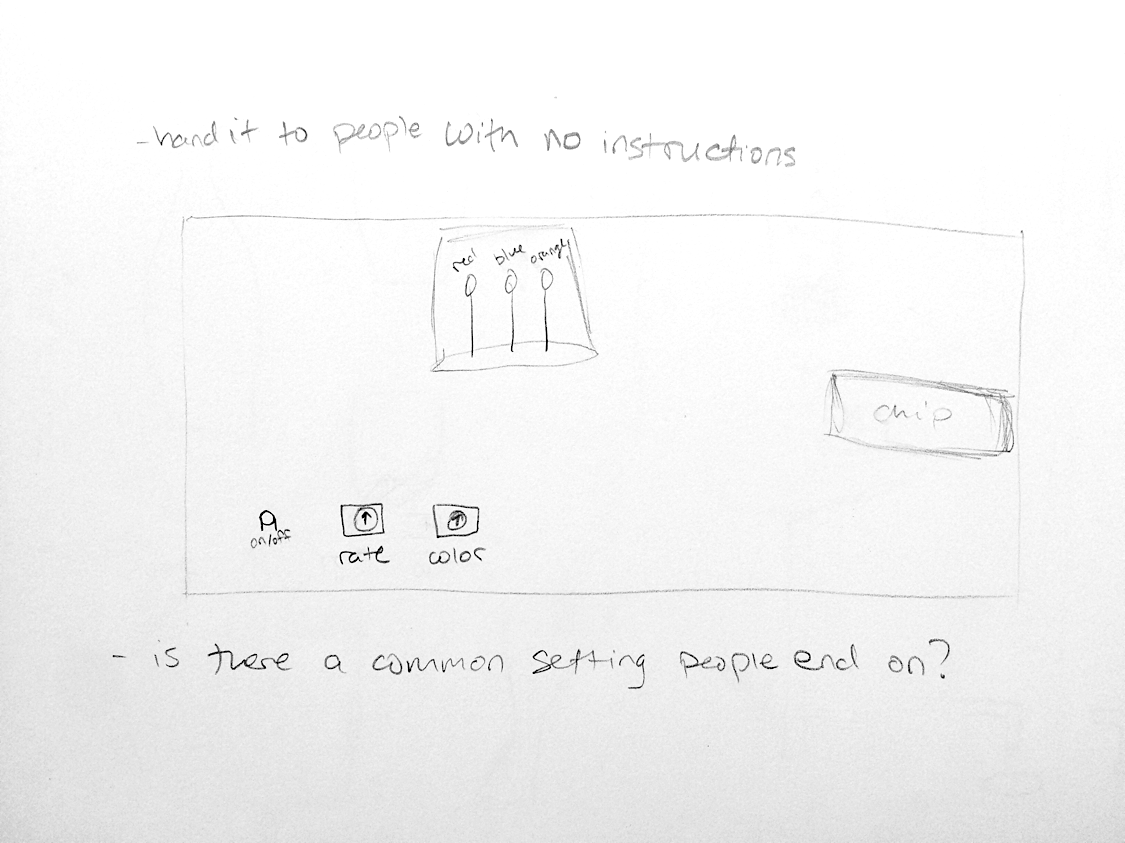 - hand it to people with no instructions
red blue orange
chip
on/off
rate color
- is there a common setting people end on?